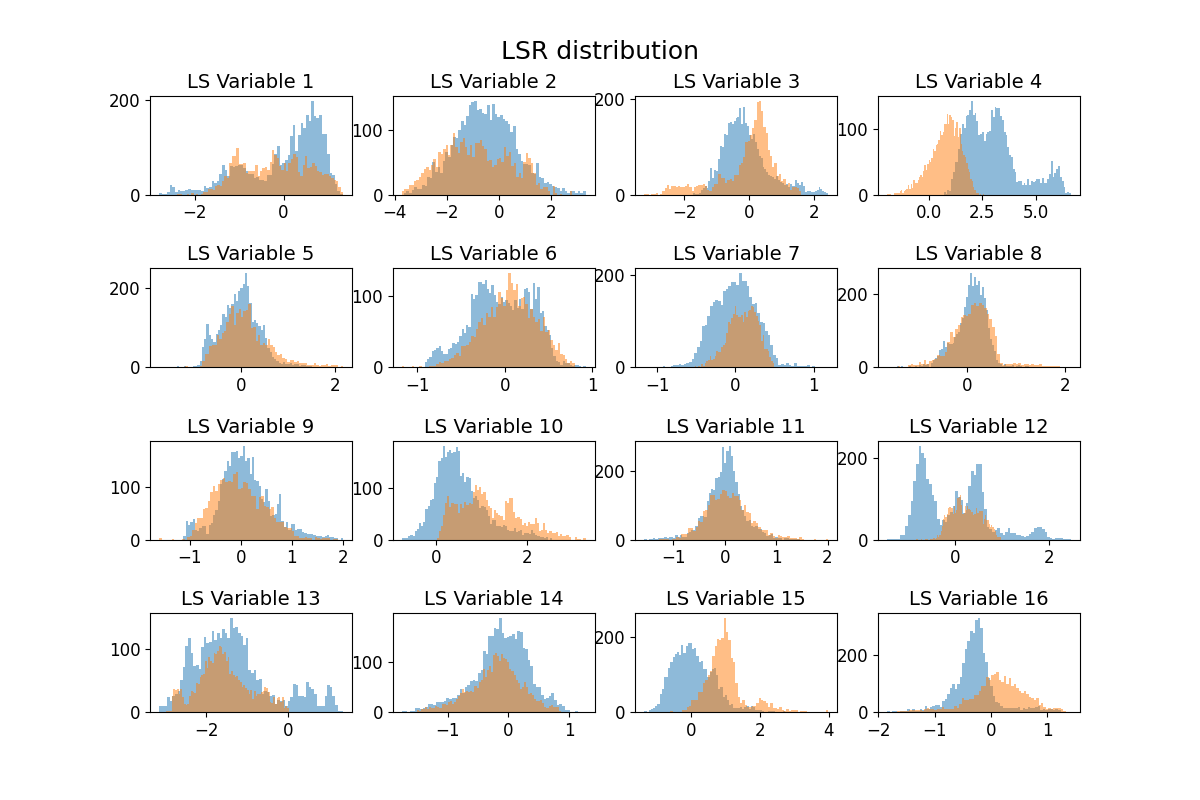 LSR distribution
LS Variable 1 LS Variable 2 LS Variable 3 LS Variable 4
200 100 0 −2 0
100 0 −4 −2 0 2
200 0 −2 0 2
100 0 0.0 2.5 5.0
LS Variable 5 LS Variable 6 LS Variable 7 LS Variable 8
200 0 0 2
100 0 −1 0 1
200 0 −1 0 1
200 0 0 2
LS Variable 9 LS Variable 10 LS Variable 11 LS Variable 12
100 0 −1 0 1 2
100 0 0 2
200 0 −1 0 1 2
200 0 0 2
LS Variable 13 LS Variable 14 LS Variable 15 LS Variable 16
100 0 −2 0
100 0 −1 0 1
200 0 0 2 4
200 0 −2 −1 0 1